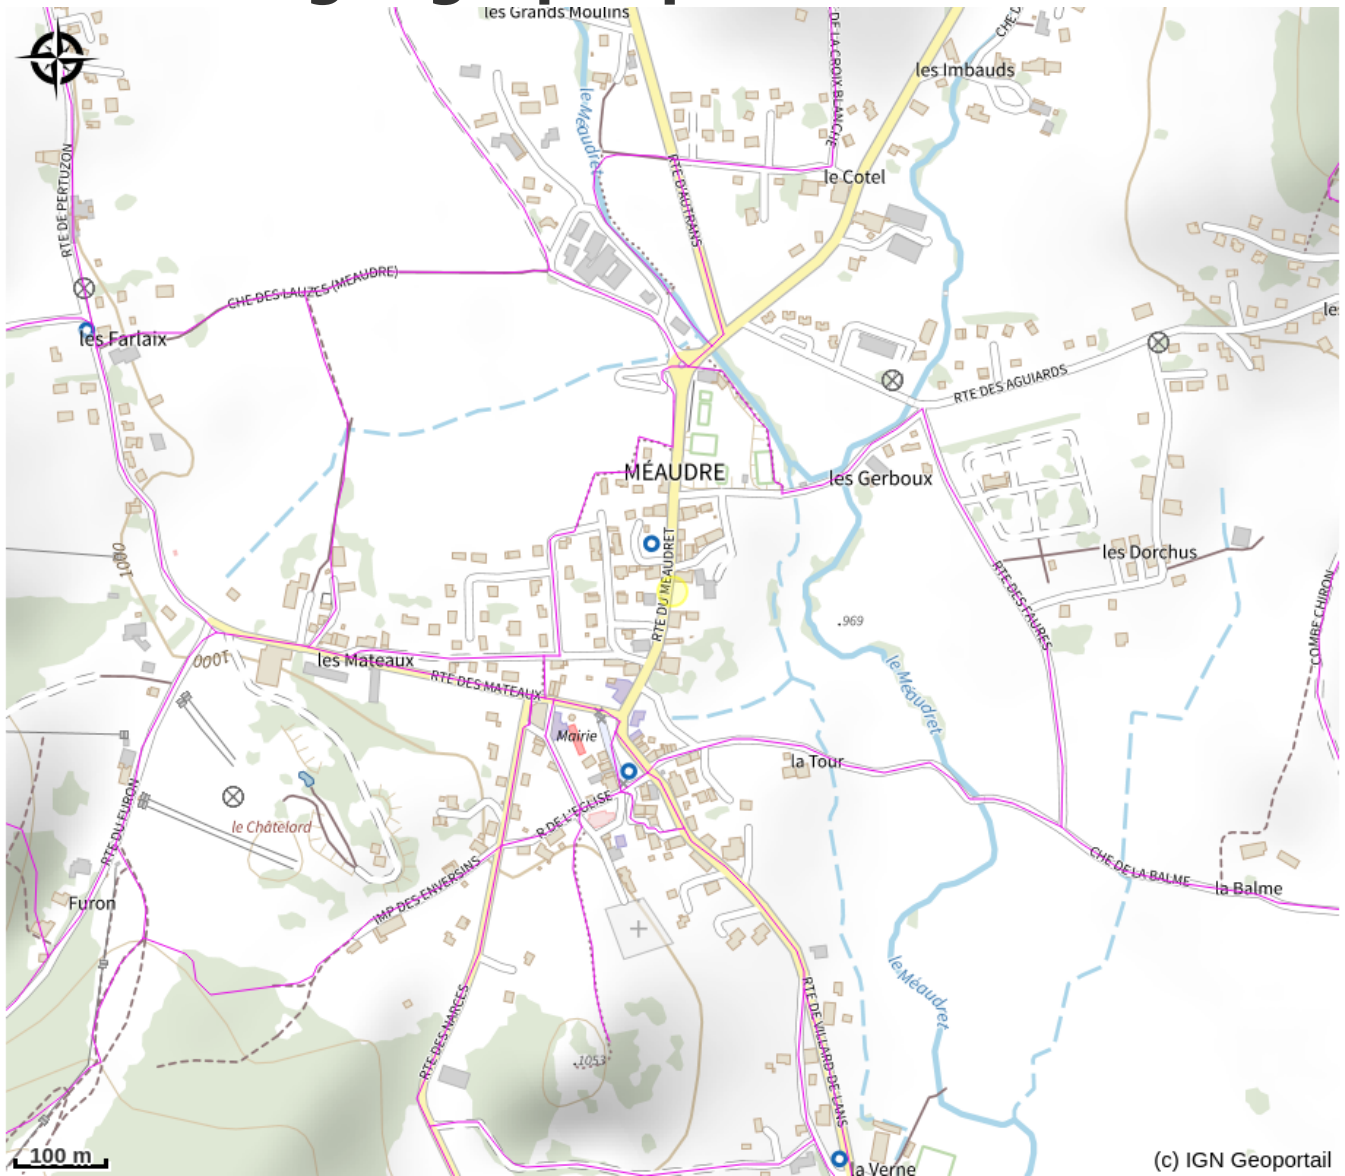 les Grands Moulins
CHE D
DE LA CROIX BLANCHE
les Imbauds
le Méaudret
RTE DE PERTUZON
RTE D'AUTRANS
le Cotel
CHE DES LAUZES (MEAUDRE)
les Farlaix
le
RTE DES AGUIARDS
MÉAUDRE
les Gerboux
1000
RTE DU MEAUDRET
les Dorchus
RTE DES FAURES
COMBE CHIRON
969
1000
les Mateaux
RTE DES MATEAUX
le Méaudret
Mairie
la Tour
RTE DU FURON
le Châtelard
R DE L'EGLISE
CHE DE LA BALME
la Balme
IMP DES ENVERSINS
Furon
le Méaudret
RTE DES NARCES
RTE DE VILLARD-DE-LANS
1053
100 m
la Verne
(c) IGN Geoportail